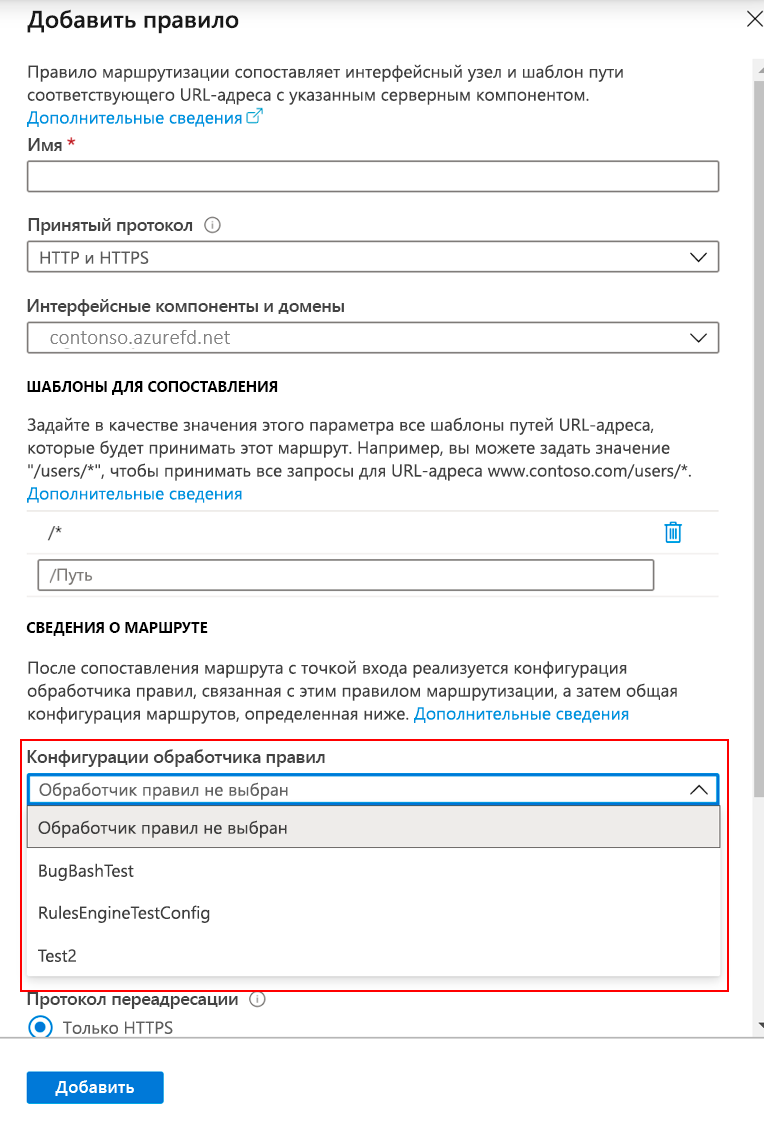 Добавить правило
Правило маршрутизации сопоставляет интерфейсный узел и шаблон пути
соответствующего URL-адреса с указанным серверным компонентом.
Дополнительные сведения
Имя *
Принятый протокол
HTTP и HTTPS
Интерфейсные компоненты и домены
contonso.azurefd.net
ШАБЛОНЫ ДЛЯ СОПОСТАВЛЕНИЯ
Задайте в качестве значения этого параметра все шаблоны путей URL-адреса,
которые будет принимать этот маршрут. Например, вы можете задать значение
"/users/*", чтобы принимать все запросы для URL-адреса www.contoso.com/users/*.
Дополнительные сведения
/*
/Путь
СВЕДЕНИЯ О МАРШРУТЕ
После сопоставления маршрута с точкой входа реализуется конфигурация
обработчика правил, связанная с этим правилом маршрутизации, а затем общая
конфигурация маршрутов, определенная ниже. Дополнительные сведения
Конфигурации обработчика правил
Обработчик правил не выбран
Обработчик правил не выбран
BugBashTest
RulesEngineTestConfig
Test2
Протокол переадресации
Только HTTPS
Добавить